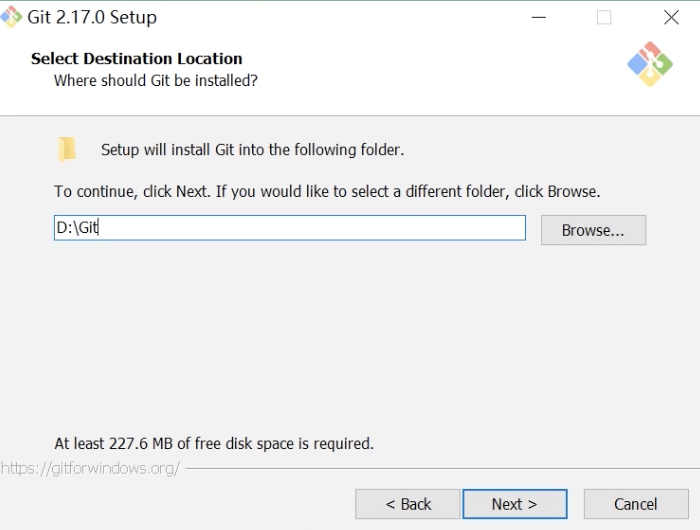 Git 2.17.0 Setup
Select Destination Location
Where should Git be installed?
Setup will install Git into the following folder.
To continue, click Next. If you would like to select a different folder, click Browse.
D:\Git
Browse...
At least 227.6 MB of free disk space is required.
https://gitforwindows.org/
< Back
Next >
Cancel